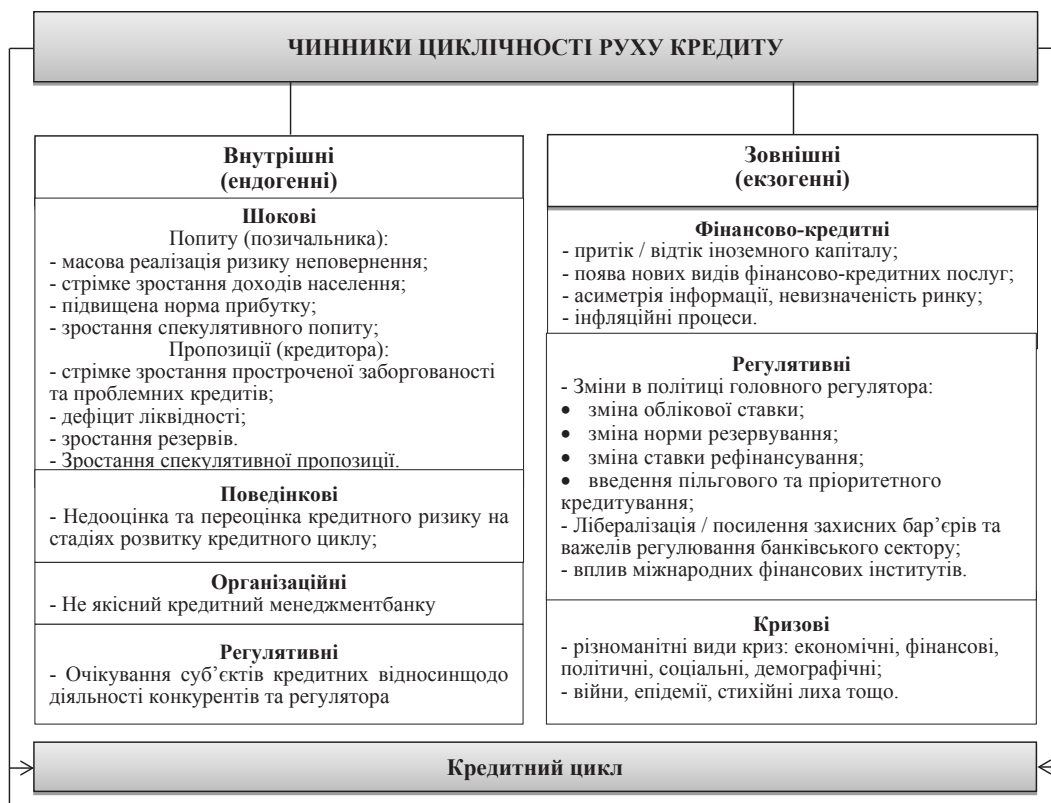 ЧИННИКИ ЦИКЛІЧНОСТІ РУХУ КРЕДИТУ
Внутрішні
(ендогенні)
Шокові
Попиту (позичальника):
- масова реалізація ризику неповернення;
- стрімке зростання доходів населення;
- підвищена норма прибутку;
- зростання спекулятивного попиту;
Пропозиції (кредитора):
- стрімке зростання простроченої заборгованості
та проблемних кредитів;
- дефіцит ліквідності;
- зростання резервів.
- Зростання спекулятивної пропозиції.
Поведінкові
- Недооцінка та переоцінка кредитного ризику на
стадіях розвитку кредитного циклу;
Організаційні
- Не якісний кредитний менеджментбанку
Регулятивні
- Очікування суб’єктів кредитних відносинщодо
діяльності конкурентів та регулятора
Зовнішні
(екзогенні)
Фінансово-кредитні
- притік / відтік іноземного капіталу;
- поява нових видів фінансово-кредитних послуг;
- асиметрія інформації, невизначеність ринку;
- інфляційні процеси.
Регулятивні
- Зміни в політиці головного регулятора:
• зміна облікової ставки;
• зміна норми резервування;
• зміна ставки рефінансування;
• введення пільгового та пріоритетного
кредитування;
- Лібералізація / посилення захисних бар’єрів та
важелів регулювання банківського сектору;
- вплив міжнародних фінансових інститутів.
Кризові
- різноманітні види криз: економічні, фінансові,
політичні, соціальні, демографічні;
- війни, епідемії, стихійні лиха тощо.
Кредитний цикл